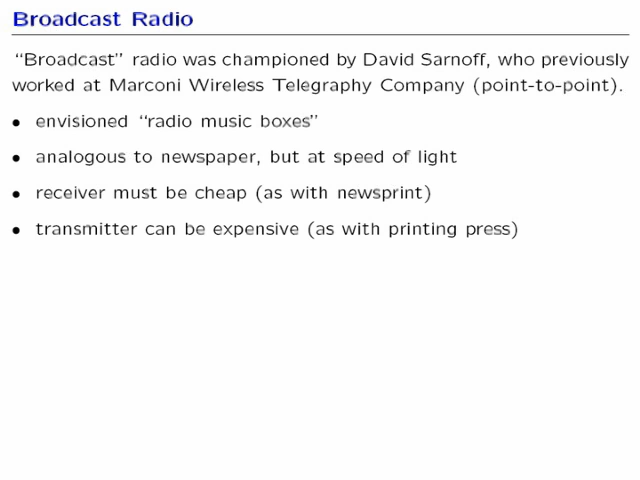 Broadcast Radio
“Broadcast” radio was championed by David Sarnoff, who previously
worked at Marconi Wireless Telegraphy Company (point-to-point).
• envisioned “radio music boxes”
• analogous to newspaper, but at speed of light
• receiver must be cheap (as with newsprint)
• transmitter can be expensive (as with printing press)